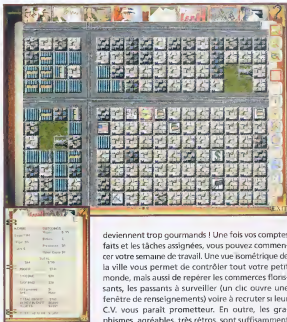 deviennent trop gourmands ! Une fois vos comptes
faits et les tâches assignées, vous pouvez commen-
cer votre semaine de travail. Une vue isométrique de
la ville vous permet de contrôler tout votre petit
monde, mais aussi de repérer les commerces floris-
sants, les passants à surveiller (un clic ouvre une
fenêtre de renseignements) voire à recruter si leur
C.V. vous paraît prometteur. En outre, les gra-
phismes, agréables, très rétros, sont suffisamment